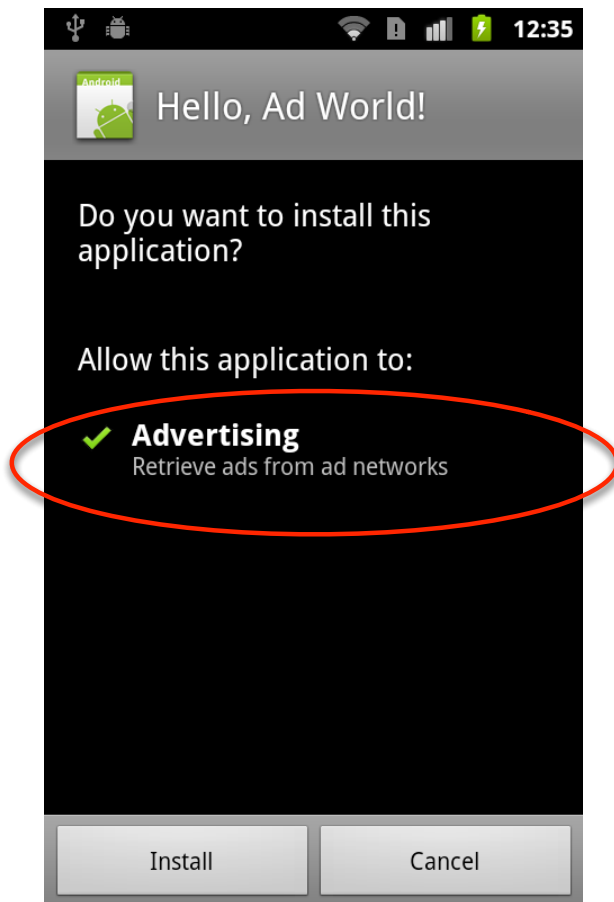 12:35
Android
Hello, Ad World!
Do you want to install this
application?
Allow this application to:
Advertising
Retrieve ads from ad networks
Install
Cancel